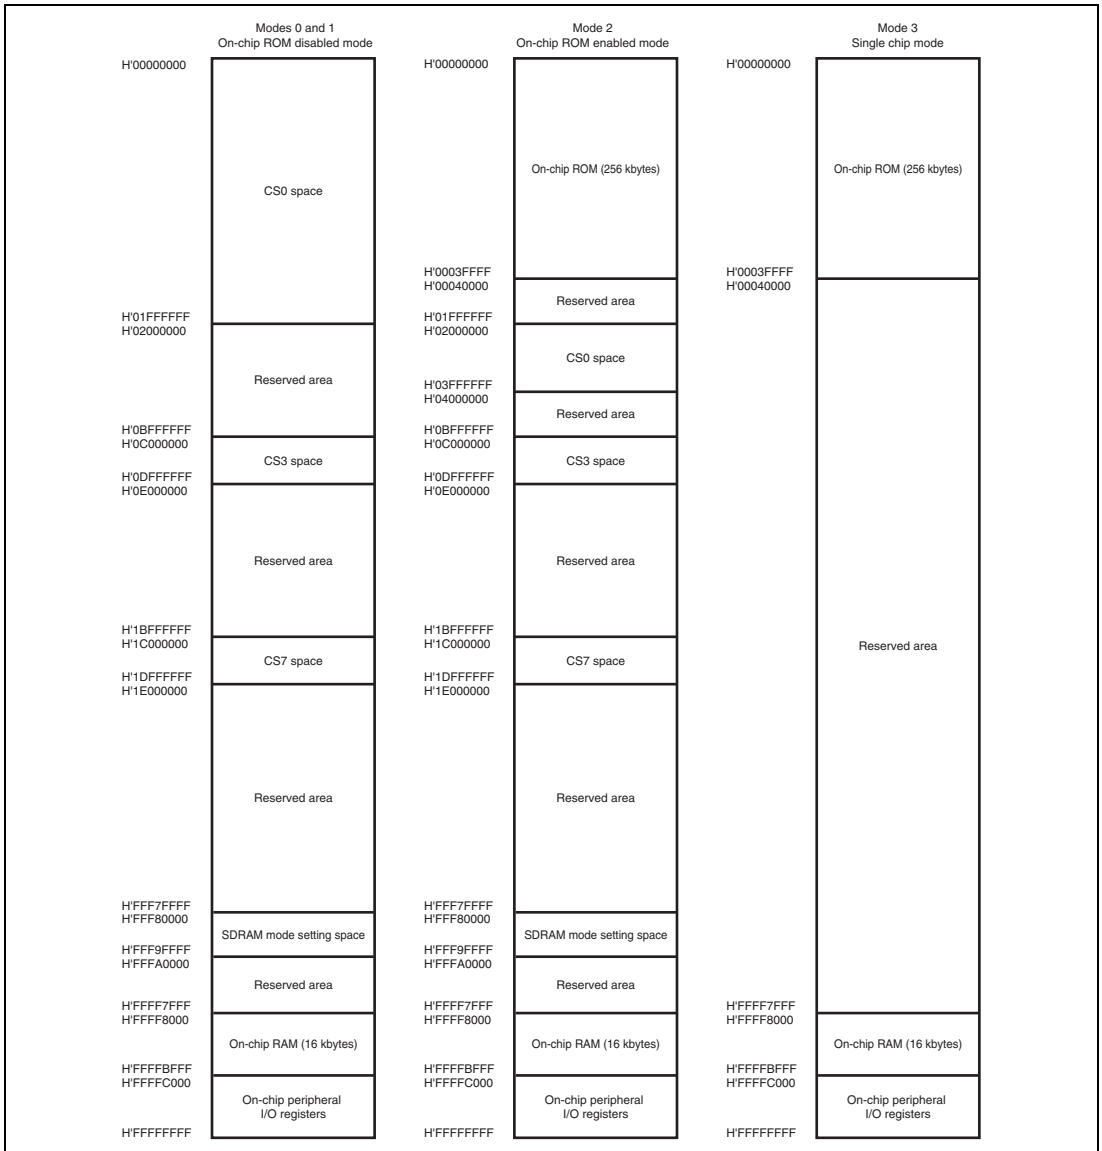 Modes 0 and 1
On-chip ROM disabled mode
H'00000000
CS0 space
H'01FFFFFF
H'02000000
Reserved area
H'0BFFFFFF
H'0C000000
CS3 space
H'0DFFFFFF
H'0E000000
Reserved area
H'1BFFFFFF
H'1C000000
CS7 space
H'1DFFFFFF
H'1E000000
Reserved area
H'FFF7FFFF
H'FFF80000
SDRAM mode setting space
H'FFF9FFFF
H'FFFA0000
Reserved area
H'FFFF7FFF
H'FFFF8000
On-chip RAM (16 kbytes)
H'FFFFBFFF
H'FFFFC000
On-chip peripheral
I/O registers
H'FFFFFFFF
Mode 2
On-chip ROM enabled mode
H'00000000
On-chip ROM (256 kbytes)
H'0003FFFF
H'00040000
Reserved area
H'01FFFFFF
H'02000000
CS0 space
H'03FFFFFF
H'04000000
Reserved area
H'0BFFFFFF
H'0C000000
CS3 space
H'0DFFFFFF
H'0E000000
Reserved area
H'1BFFFFFF
H'1C000000
CS7 space
H'1DFFFFFF
H'1E000000
Reserved area
H'FFF7FFFF
H'FFF80000
SDRAM mode setting space
H'FFF9FFFF
H'FFFA0000
Reserved area
H'FFFF7FFF
H'FFFF8000
On-chip RAM (16 kbytes)
H'FFFFBFFF
H'FFFFC000
On-chip peripheral
I/O registers
H'FFFFFFFF
Mode 3
Single chip mode
H'00000000
On-chip ROM (256 kbytes)
H'0003FFFF
H'00040000
Reserved area
H'FFFF7FFF
H'FFFF8000
On-chip RAM (16 kbytes)
H'FFFFBFFF
H'FFFFC000
On-chip peripheral
I/O registers
H'FFFFFFFF